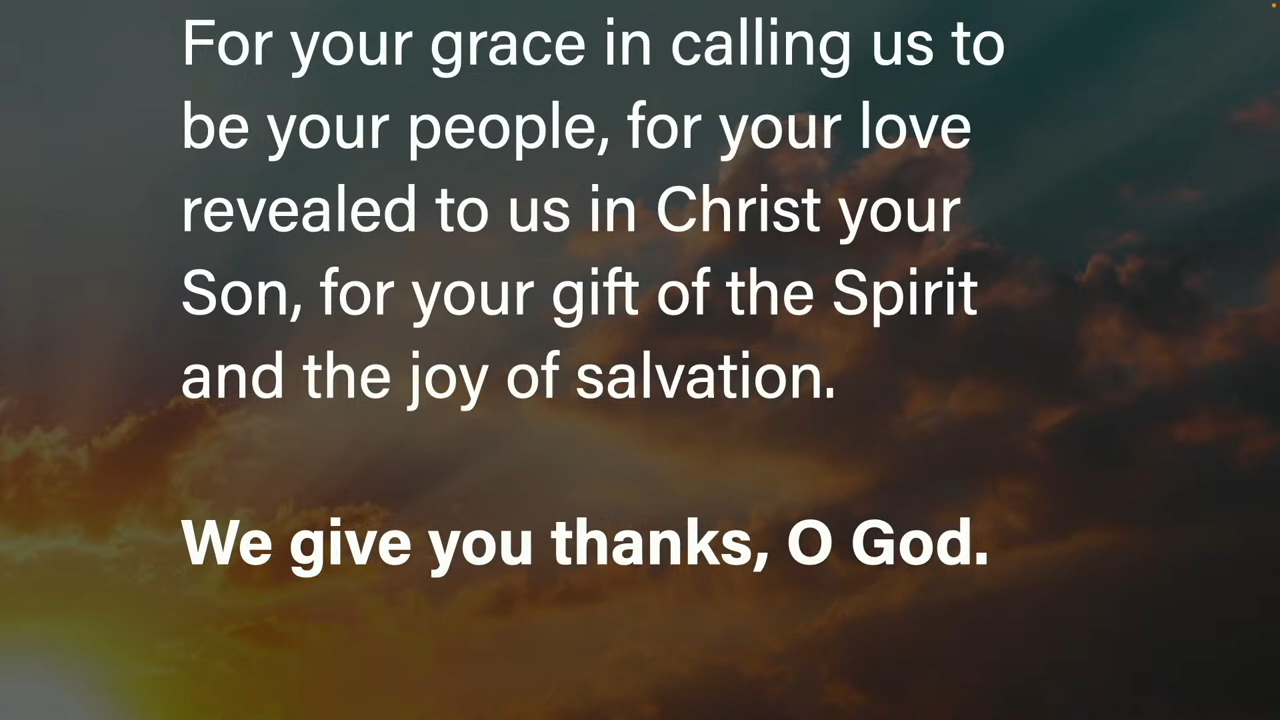 For your grace in calling us to
be your people, for your love
revealed to us in Christ your
Son, for your gift of the Spirit
and the joy of salvation.
We give you thanks, O God.